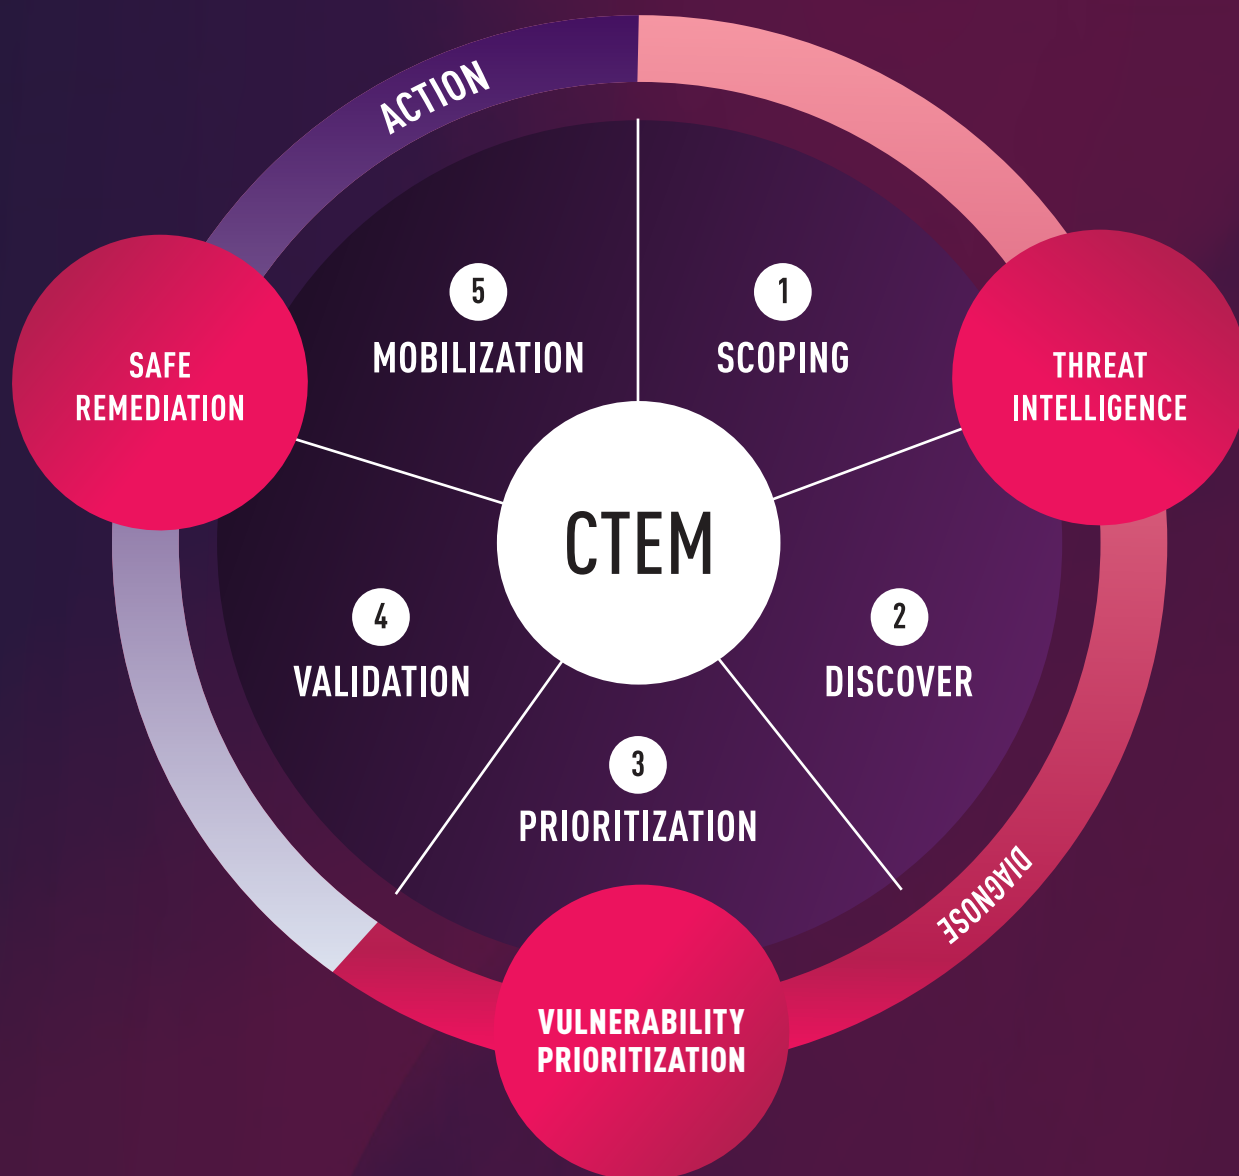 ACTION
5
MOBILIZATION
1
SCOPING
SAFE
REMEDIATION
THREAT
INTELLIGENCE
CTEM
4
VALIDATION
2
DISCOVER
3
PRIORITIZATION
DIAGNOSE
VULNERABILITY
PRIORITIZATION